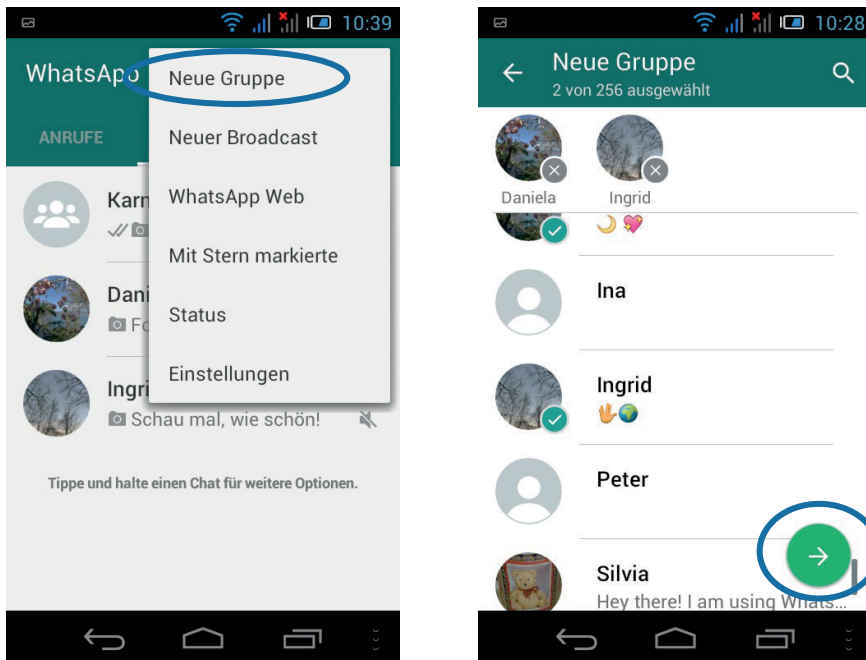 10:39
WhatsApp
Neue Gruppe
ANRUFE
Neuer Broadcast
WhatsApp Web
Mit Stern markierte
Status
Einstellungen
Karn
Dani
Fo
Ingri
Schau mal, wie schön!
Tippe und halte einen Chat für weitere Optionen.
10:28
Neue Gruppe
2 von 256 ausgewählt
Daniela
Ingrid
Ina
Ingrid
Peter
Silvia
Hey there! I am using Whats...